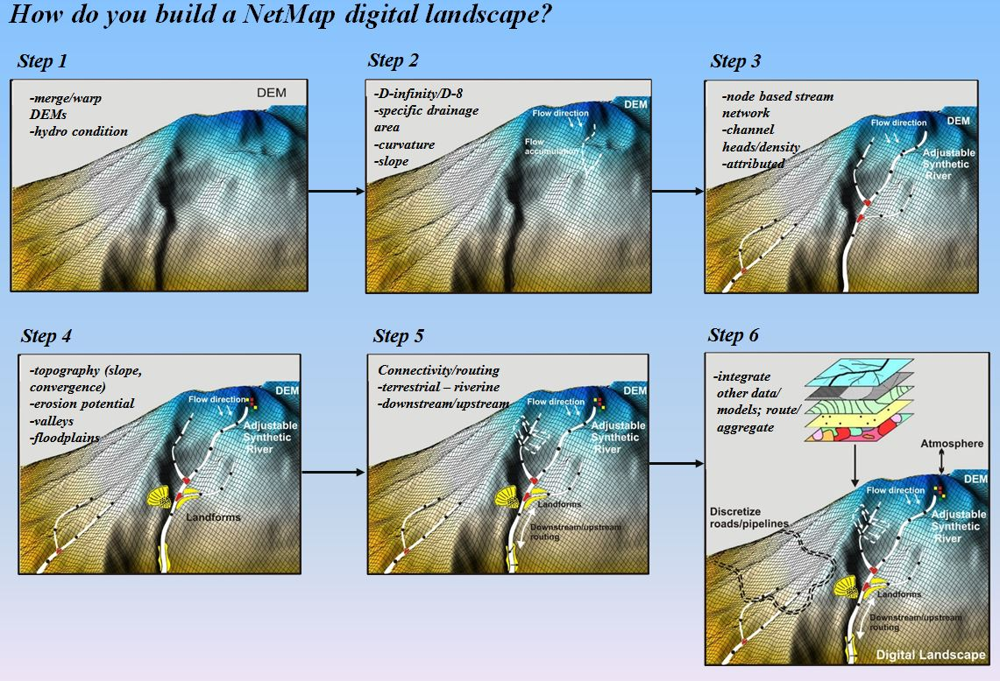 How do you build a NetMap digital landscape?
Step 1
-merge/warp
DEMs
-hydro condition
DEM
Step 2
-D-infinity/D-8
-specific drainage
area
-curvature
-slope
DEM
Flow direction
Flow
accumulation
Step 3
-node based stream
network
-channel
heads/density
-attributed
DEM
Flow direction
Adjustable
Synthetic
River
Step 4
-topography (slope,
convergence)
-erosion potential
-valleys
-floodplains
DEM
Flow direction
Adjustable
Synthetic
River
Landforms
Step 5
Connectivity/routing
-terrestrial – riverine
-downstream/upstream
DEM
Flow direction
Adjustable
Synthetic
River
Landforms
Downstream/upstream
routing
Step 6
-integrate
other data/
models; route/
aggregate
Atmosphere
DEM
Flow direction
Discretize
roads/pipelines
Adjustable
Synthetic
River
Landforms
Downstream/upstream
routing
Digital Landscape